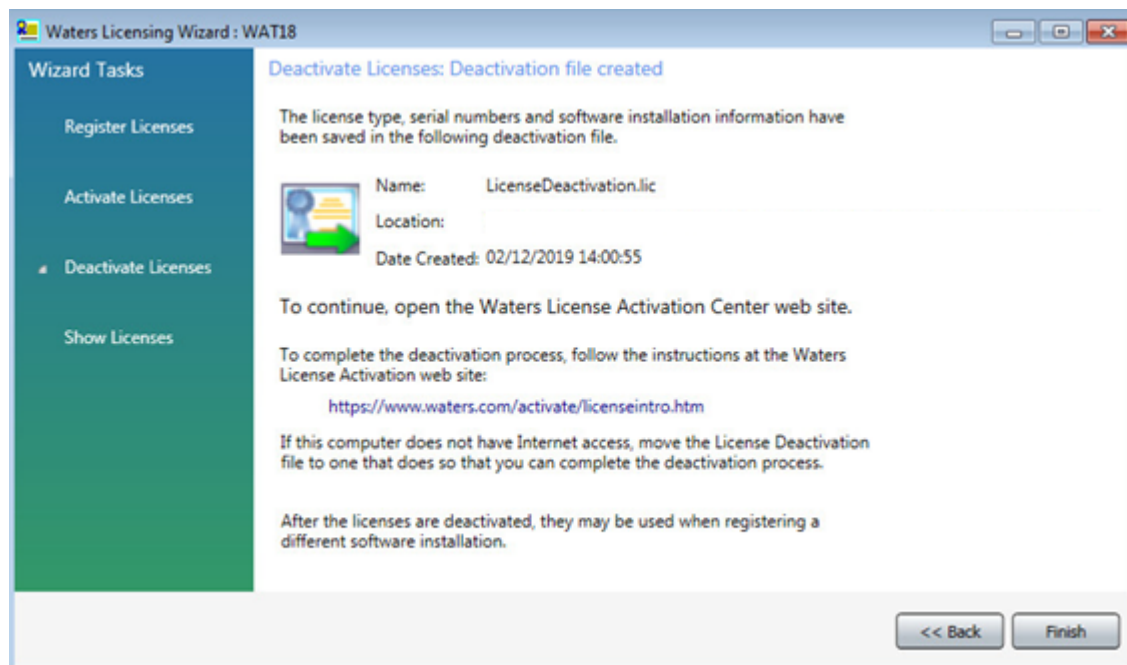 Waters Licensing Wizard : WAT18
Wizard Tasks
Register Licenses
Activate Licenses
Deactivate Licenses
Show Licenses
Deactivate Licenses: Deactivation file created
The license type, serial numbers and software installation information have
been saved in the following deactivation file.
Name: LicenseDeactivation.lic
Location:
Date Created: 02/12/2019 14:00:55
To continue, open the Waters License Activation Center web site.
To complete the deactivation process, follow the instructions at the Waters
License Activation web site:
https://www.waters.com/activate/licenseintro.htm
If this computer does not have Internet access, move the License Deactivation
file to one that does so that you can complete the deactivation process.
After the licenses are deactivated, they may be used when registering a
different software installation.
<< Back
Finish